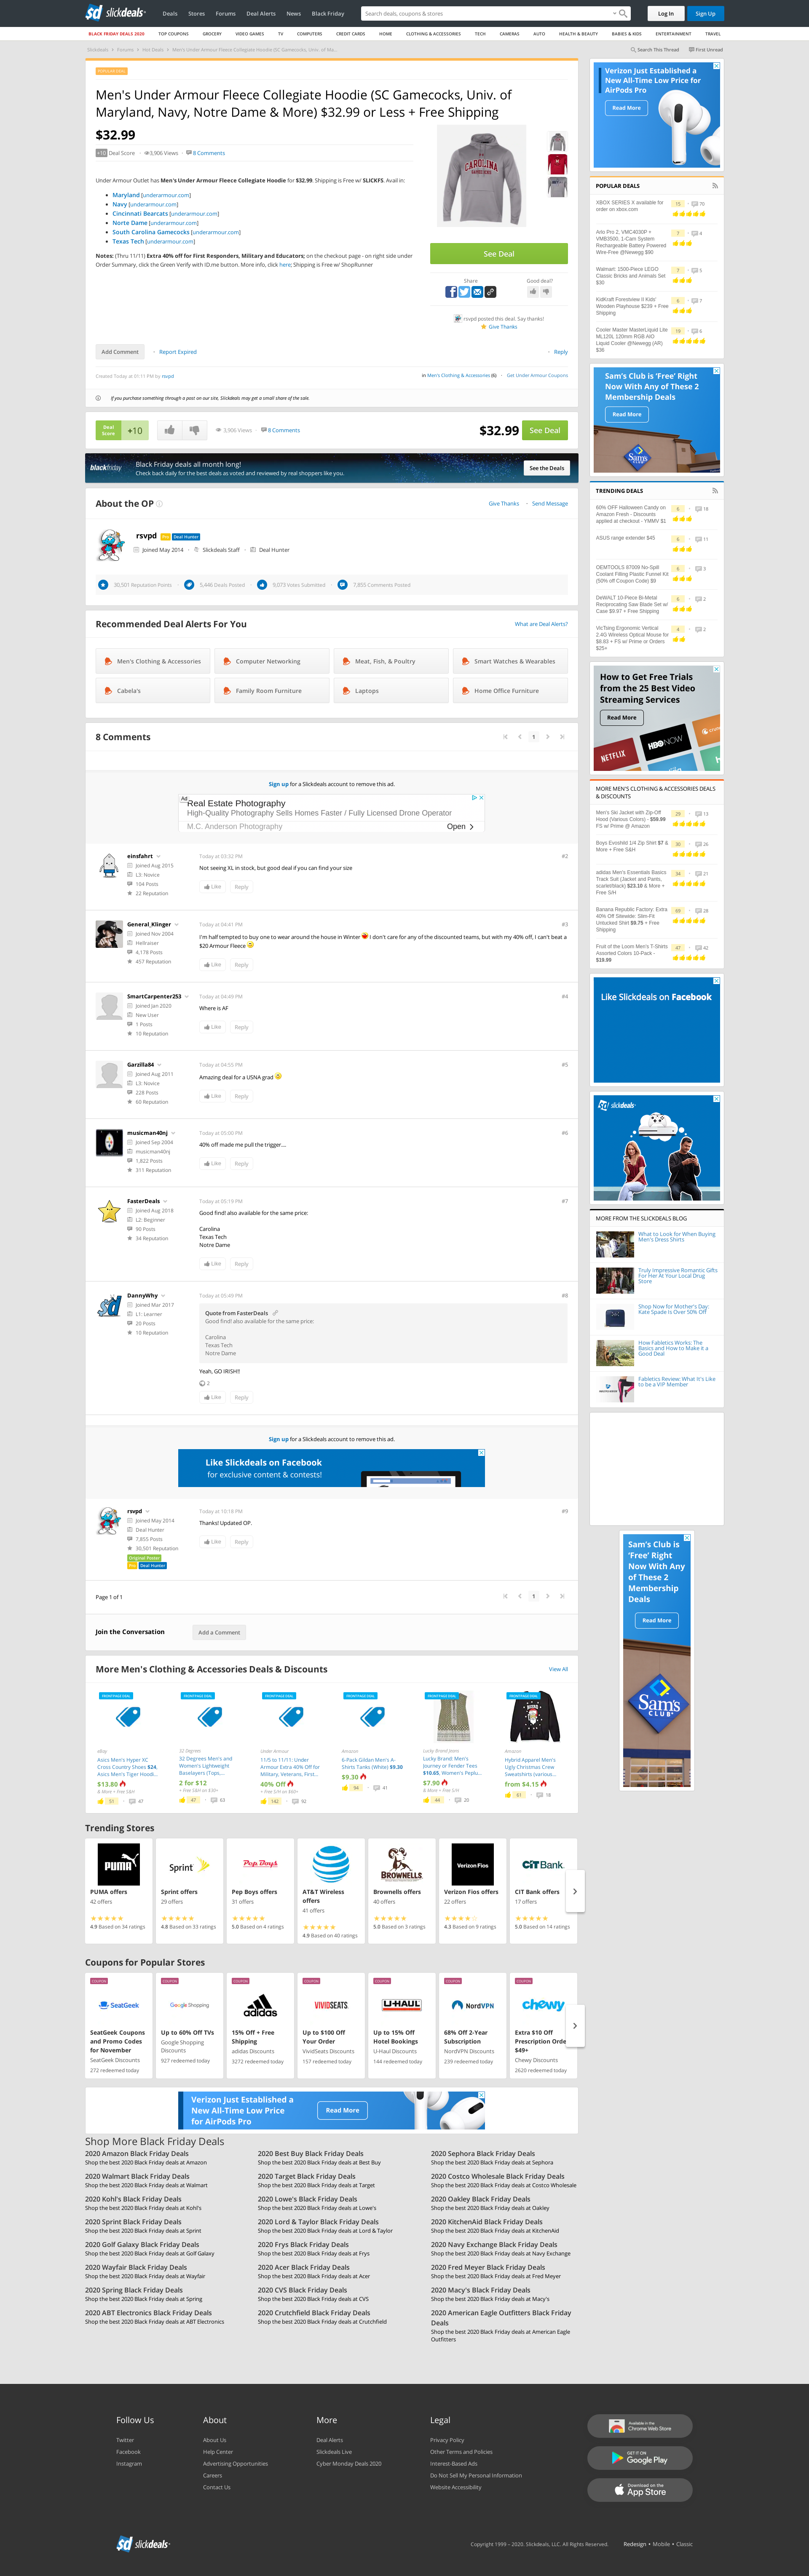 slickdeals
Deals Stores Forums Deal Alerts News Black Friday
Search deals, coupons & stores
Log In Sign Up
BLACK FRIDAY DEALS 2020 TOP COUPONS GROCERY VIDEO GAMES TV COMPUTERS CREDIT CARDS HOME CLOTHING & ACCESSORIES TECH CAMERAS AUTO HEALTH & BEAUTY BABIES & KIDS ENTERTAINMENT TRAVEL
Slickdeals > Forums > Hot Deals > Men's Under Armour Fleece Collegiate Hoodie (SC Gamecocks, Univ. of Ma...
Search This Thread First Unread
POPULAR DEAL
Men's Under Armour Fleece Collegiate Hoodie (SC Gamecocks, Univ. of
Maryland, Navy, Notre Dame & More) $32.99 or Less + Free Shipping
$32.99
+10 Deal Score 3,906 Views 8 Comments
Under Armour Outlet has Men's Under Armour Fleece Collegiate Hoodie for $32.99. Shipping is Free w/ SLICKFS. Avail in:
Maryland [underarmour.com]
Navy [underarmour.com]
Cincinnati Bearcats [underarmour.com]
Notre Dame [underarmour.com]
South Carolina Gamecocks [underarmour.com]
Texas Tech [underarmour.com]
Notes: (Thru 11/11) Extra 40% off for First Responders, Military and Educators; on the checkout page - on right side under
Order Summary, click the Green Verify with ID.me button. More info, click here; Shipping is Free w/ ShopRunner
CAROLINA
See Deal
Share Good deal?
rsvpd posted this deal. Say thanks!
Give Thanks
Add Comment Report Expired Reply
Created Today at 01:11 PM by rsvpd
in Men's Clothing & Accessories (6) Get Under Armour Coupons
If you purchase something through a post on our site, Slickdeals may get a small share of the sale.
Deal
Score
+10
3,906 Views 8 Comments
$32.99 See Deal
blackfriday
Black Friday deals all month long!
Check back daily for the best deals as voted and reviewed by real shoppers like you.
See the Deals
About the OP
Give Thanks Send Message
rsvpd Pro Deal Hunter
Joined May 2014 Slickdeals Staff Deal Hunter
30,501 Reputation Points 5,446 Deals Posted 9,073 Votes Submitted 7,855 Comments Posted
Recommended Deal Alerts For You
What are Deal Alerts?
Men's Clothing & Accessories Computer Networking Meat, Fish, & Poultry Smart Watches & Wearables
Cabela's Family Room Furniture Laptops Home Office Furniture
8 Comments
1
Sign up for a Slickdeals account to remove this ad.
Ad
Real Estate Photography
High-Quality Photography Sells Homes Faster / Fully Licensed Drone Operator
M.C. Anderson Photography Open
einsfahrt
Joined Aug 2015
L3: Novice
104 Posts
22 Reputation
Today at 03:32 PM #2
Not seeing XL in stock, but good deal if you can find your size
Like Reply
General_Klinger
Joined Nov 2004
Hellraiser
4,178 Posts
457 Reputation
Today at 04:41 PM #3
I'm half tempted to buy one to wear around the house in Winter I don't care for any of the discounted teams, but with my 40% off, I can't beat a
$20 Armour Fleece
Like Reply
SmartCarpenter253
Joined Jan 2020
New User
1 Posts
10 Reputation
Today at 04:49 PM #4
Where is AF
Like Reply
Garzilla84
Joined Aug 2011
L3: Novice
228 Posts
60 Reputation
Today at 04:55 PM #5
Amazing deal for a USNA grad
Like Reply
musicman40nj
Joined Sep 2004
musicman40nj
1,822 Posts
311 Reputation
Today at 05:00 PM #6
40% off made me pull the trigger....
Like Reply
FasterDeals
Joined Aug 2018
L2: Beginner
90 Posts
34 Reputation
Today at 05:19 PM #7
Good find! also available for the same price:
Carolina
Texas Tech
Notre Dame
Like Reply
DannyWhy
Joined Mar 2017
L1: Learner
20 Posts
10 Reputation
Today at 05:49 PM #8
Quote from FasterDeals
Good find! also available for the same price:
Carolina
Texas Tech
Notre Dame
Yeah, GO IRISH!!
2
Like Reply
Sign up for a Slickdeals account to remove this ad.
Like Slickdeals on Facebook
for exclusive content & contests!
rsvpd
Joined May 2014
Deal Hunter
7,855 Posts
30,501 Reputation
Original Poster
Pro Deal Hunter
Today at 10:18 PM #9
Thanks! Updated OP.
Like Reply
Page 1 of 1
1
Join the Conversation Add a Comment
More Men's Clothing & Accessories Deals & Discounts
View All
FRONTPAGE DEAL
eBay
Asics Men's Hyper XC
Cross Country Shoes $24,
Asics Men's Tiger Hoodi...
$13.80
& More + Free S&H
51 47
FRONTPAGE DEAL
32 Degrees
32 Degrees Men's and
Women's Lightweight
Baselayers (Tops,...
2 for $12
+ Free S&H on $30+
47 63
FRONTPAGE DEAL
Under Armour
11/5 to 11/11: Under
Armour Extra 40% Off for
Military, Veterans, First...
40% Off
+ Free S/H on $60+
142 92
FRONTPAGE DEAL
Amazon
6-Pack Gildan Men's A-
Shirts Tanks (White) $9.30
$9.30
94 41
FRONTPAGE DEAL
Lucky Brand Jeans
Lucky Brand: Men's
Journey or Fender Tees
$10.65, Women's Peplu...
$7.90
& More + Free S/H
44 20
FRONTPAGE DEAL
Amazon
Hybrid Apparel Men's
Ugly Christmas Crew
Sweatshirts (various...
from $4.15
61 18
Trending Stores
PUMA
PUMA offers
42 offers
4.9 Based on 34 ratings
Sprint
Sprint offers
29 offers
4.8 Based on 33 ratings
Pep Boys
Pep Boys offers
31 offers
5.0 Based on 4 ratings
AT&T
AT&T Wireless
offers
41 offers
4.9 Based on 40 ratings
BROWNELLS
Brownells offers
40 offers
5.0 Based on 3 ratings
Verizon Fios
Verizon Fios offers
22 offers
4.3 Based on 9 ratings
CIT BANK
CIT Bank offers
17 offers
5.0 Based on 14 ratings
Coupons for Popular Stores
COUPON
SeatGeek
SeatGeek Coupons
and Promo Codes
for November
SeatGeek Discounts
272 redeemed today
COUPON
Google Shopping
Up to 60% Off TVs
Google Shopping
Discounts
927 redeemed today
COUPON
adidas
15% Off + Free
Shipping
adidas Discounts
3272 redeemed today
COUPON
VIVIDSEATS
Up to $100 Off
Your Order
VividSeats Discounts
157 redeemed today
COUPON
U-HAUL
Up to 15% Off
Hotel Bookings
U-Haul Discounts
144 redeemed today
COUPON
NordVPN
68% Off 2-Year
Subscription
NordVPN Discounts
239 redeemed today
COUPON
chewy
Extra $10 Off
Prescription Orde
$49+
Chewy Discounts
2620 redeemed today
Verizon Just Established a
New All-Time Low Price
for AirPods Pro
Read More
Shop More Black Friday Deals
2020 Amazon Black Friday Deals
Shop the best 2020 Black Friday deals at Amazon
2020 Best Buy Black Friday Deals
Shop the best 2020 Black Friday deals at Best Buy
2020 Sephora Black Friday Deals
Shop the best 2020 Black Friday deals at Sephora
2020 Walmart Black Friday Deals
Shop the best 2020 Black Friday deals at Walmart
2020 Target Black Friday Deals
Shop the best 2020 Black Friday deals at Target
2020 Costco Wholesale Black Friday Deals
Shop the best 2020 Black Friday deals at Costco Wholesale
2020 Kohl's Black Friday Deals
Shop the best 2020 Black Friday deals at Kohl's
2020 Lowe's Black Friday Deals
Shop the best 2020 Black Friday deals at Lowe's
2020 Oakley Black Friday Deals
Shop the best 2020 Black Friday deals at Oakley
2020 Sprint Black Friday Deals
Shop the best 2020 Black Friday deals at Sprint
2020 Lord & Taylor Black Friday Deals
Shop the best 2020 Black Friday deals at Lord & Taylor
2020 KitchenAid Black Friday Deals
Shop the best 2020 Black Friday deals at KitchenAid
2020 Golf Galaxy Black Friday Deals
Shop the best 2020 Black Friday deals at Golf Galaxy
2020 Frys Black Friday Deals
Shop the best 2020 Black Friday deals at Frys
2020 Navy Exchange Black Friday Deals
Shop the best 2020 Black Friday deals at Navy Exchange
2020 Wayfair Black Friday Deals
Shop the best 2020 Black Friday deals at Wayfair
2020 Acer Black Friday Deals
Shop the best 2020 Black Friday deals at Acer
2020 Fred Meyer Black Friday Deals
Shop the best 2020 Black Friday deals at Fred Meyer
2020 Spring Black Friday Deals
Shop the best 2020 Black Friday deals at Spring
2020 CVS Black Friday Deals
Shop the best 2020 Black Friday deals at CVS
2020 Macy's Black Friday Deals
Shop the best 2020 Black Friday deals at Macy's
2020 ABT Electronics Black Friday Deals
Shop the best 2020 Black Friday deals at ABT Electronics
2020 Crutchfield Black Friday Deals
Shop the best 2020 Black Friday deals at Crutchfield
2020 American Eagle Outfitters Black Friday
Deals
Shop the best 2020 Black Friday deals at American Eagle
Outfitters
Verizon Just Established a
New All-Time Low Price for
AirPods Pro
Read More
POPULAR DEALS
XBOX SERIES X available for
order on xbox.com
15 70
Arlo Pro 2, VMC4030P +
VMB3500, 1-Cam System
Rechargeable Battery Powered
Wire-Free @Newegg $90
7 4
Walmart: 1500-Piece LEGO
Classic Bricks and Animals Set
$30
7 5
KidKraft Forestview II Kids'
Wooden Playhouse $239 + Free
Shipping
6 7
Cooler Master MasterLiquid Lite
ML120L 120mm RGB AIO
Liquid Cooler @Newegg (AR)
$36
19 6
Sam's Club is 'Free' Right
Now With Any of These 2
Membership Deals
Read More
Sam's
TRENDING DEALS
60% OFF Halloween Candy on
Amazon Fresh - Discounts
applied at checkout - YMMV $1
6 18
ASUS range extender $45
6 11
OEMTOOLS 87009 No-Spill
Coolant Filling Plastic Funnel Kit
(50% off Coupon Code) $9
6 3
DeWALT 10-Piece Bi-Metal
Reciprocating Saw Blade Set w/
Case $9.97 + Free Shipping
6 2
VicTsing Ergonomic Vertical
2.4G Wireless Optical Mouse for
$8.83 + FS w/ Prime or Orders
$25+
4 2
How to Get Free Trials
from the 25 Best Video
Streaming Services
Read More
NETFLIX HBO NOW
MORE MEN'S CLOTHING & ACCESSORIES DEALS
& DISCOUNTS
Men's Ski Jacket with Zip-Off
Hood (Various Colors) - $59.99
FS w/ Prime @ Amazon
29 13
Boys Evoshild 1/4 Zip Shirt $7 &
More + Free S&H
30 26
adidas Men's Essentials Basics
Track Suit (Jacket and Pants,
scarlet/black) $23.10 & More +
Free S/H
34 21
Banana Republic Factory: Extra
40% Off Sitewide: Slim-Fit
Untucked Shirt $9.75 + Free
Shipping
69 28
Fruit of the Loom Men's T-Shirts
Assorted Colors 10-Pack -
$19.99
47 42
Like Slickdeals on Facebook
slickdeals
MORE FROM THE SLICKDEALS BLOG
What to Look for When Buying
Men's Dress Shirts
Truly Impressive Romantic Gifts
For Her At Your Local Drug
Store
Shop Now for Mother's Day:
Kate Spade Is Over 50% Off
How Fabletics Works: The
Basics and How to Make it a
Good Deal
Fabletics Review: What It's Like
to be a VIP Member
Sam's Club is
'Free' Right
Now With Any
of These 2
Membership
Deals
Read More
Sam's
CLUB
Follow Us
Twitter
Facebook
Instagram
About
About Us
Help Center
Advertising Opportunities
Careers
Contact Us
More
Deal Alerts
Slickdeals Live
Cyber Monday Deals 2020
Legal
Privacy Policy
Other Terms and Policies
Interest-Based Ads
Do Not Sell My Personal Information
Website Accessibility
Available in the
Chrome Web Store
GET IT ON
Google Play
Download on the
App Store
slickdeals
Copyright 1999 – 2020. Slickdeals, LLC. All Rights Reserved. Redesign • Mobile • Classic